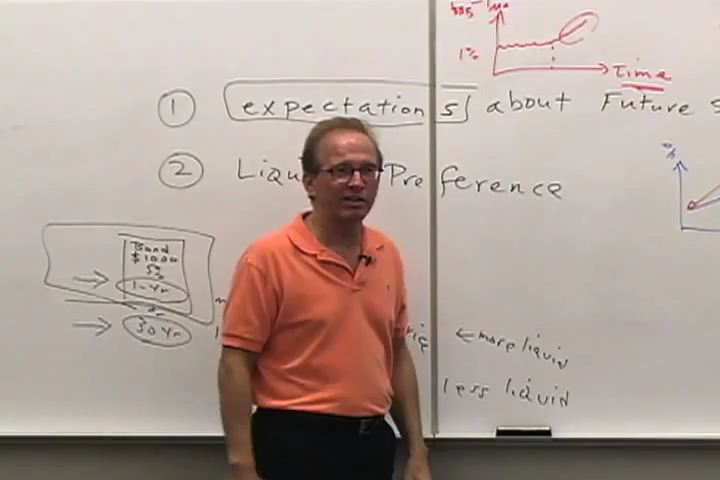 1%
Time
① expectations about Future
② Liqu Preference
%
Bond
$1000
5%
1-Yr
30 Yr
← more liquid
less liquid